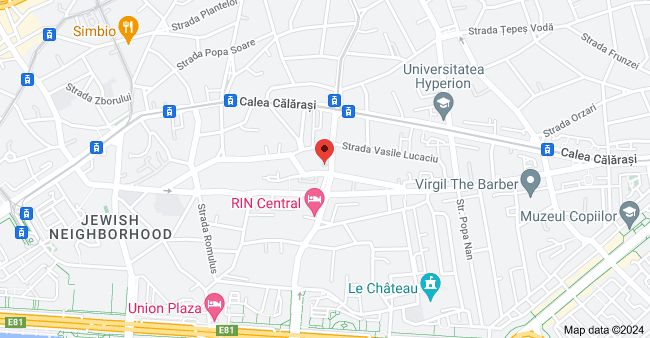 Strada Plantelor
Simbio
Strada Țepeș Vodă
Strada Popa Soare
Strada Frunzei
Universitatea
Hyperion
Strada Zborului
Calea Călărași
Strada Orzari
Strada Vasile Lucaciu
Calea Călărași
Virgil The Barber
RIN Central
Muzeul Copiilor
JEWISH
NEIGHBORHOOD
Strada Romulus
Str. Popa Nan
Le Château
Union Plaza
E81
E81
Map data ©2024